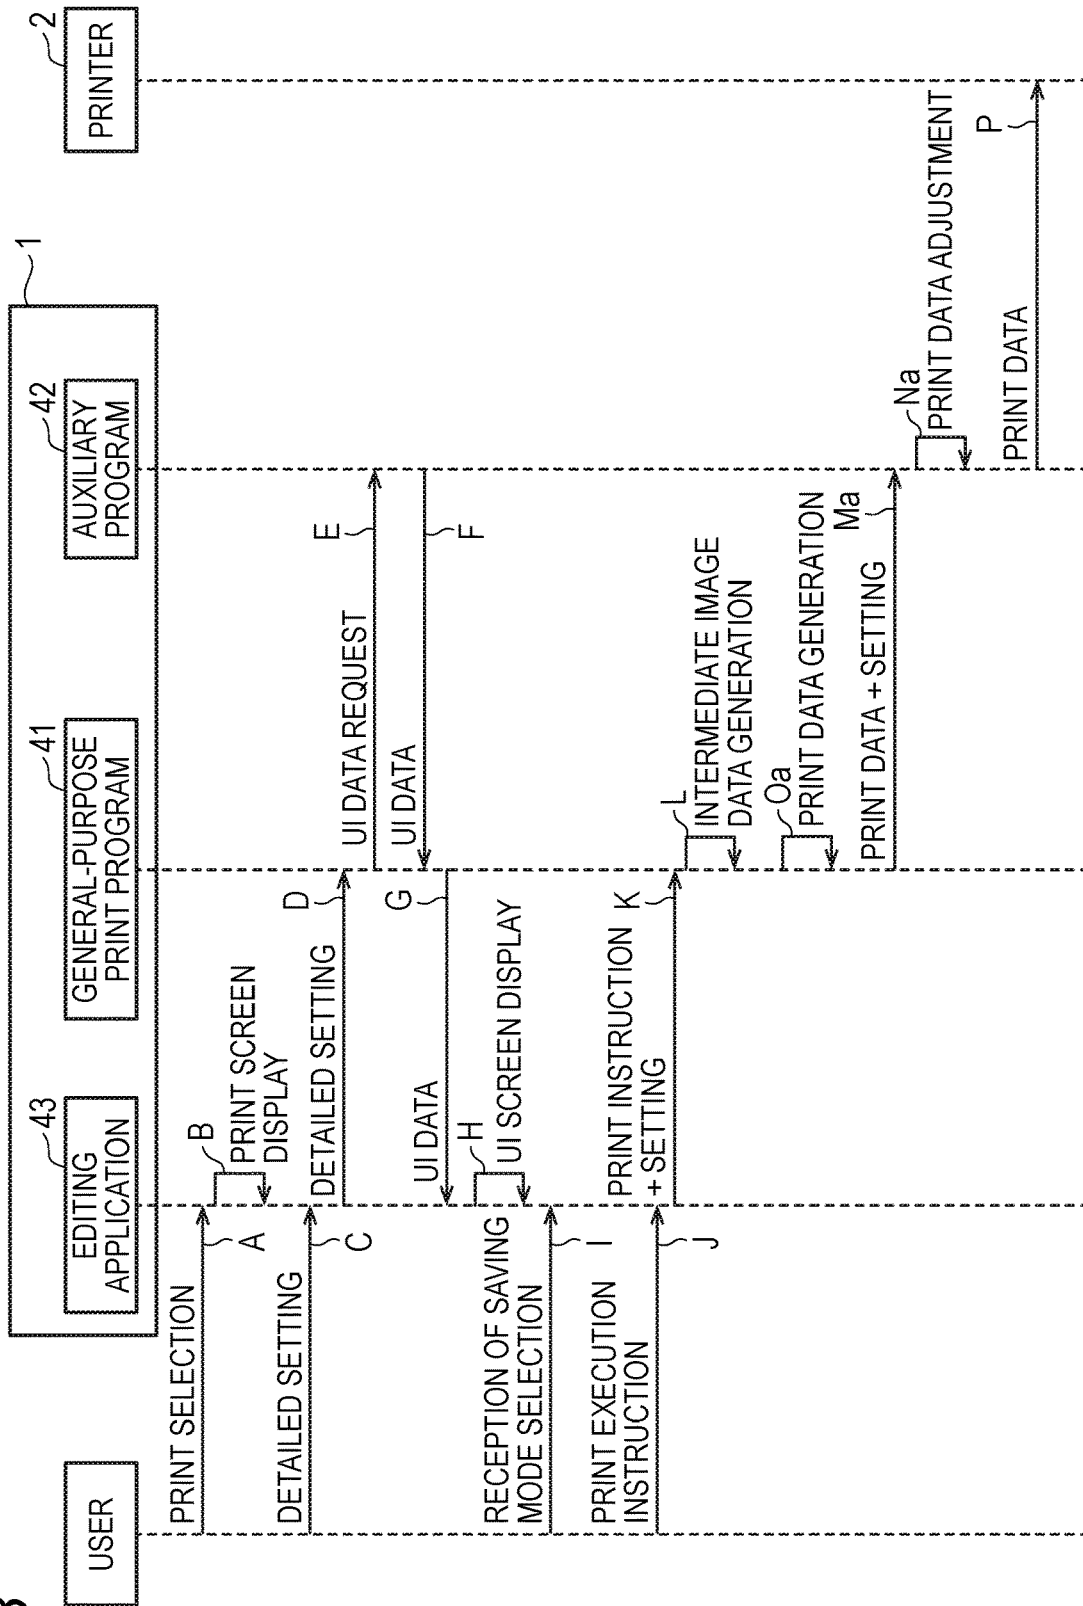 USER
1
43
EDITING
APPLICATION
41
GENERAL-PURPOSE
PRINT PROGRAM
42
AUXILIARY
PROGRAM
2
PRINTER
PRINT SELECTION
A
B
PRINT SCREEN
DISPLAY
DETAILED SETTING
C
DETAILED SETTING
D
UI DATA REQUEST
E
UI DATA
F
UI DATA
G
H
UI SCREEN DISPLAY
RECEPTION OF SAVING
MODE SELECTION
I
PRINT EXECUTION
INSTRUCTION
J
PRINT INSTRUCTION
+ SETTING
K
L
INTERMEDIATE IMAGE
DATA GENERATION
Oa
PRINT DATA GENERATION
PRINT DATA + SETTING
Ma
Na
PRINT DATA ADJUSTMENT
PRINT DATA
P